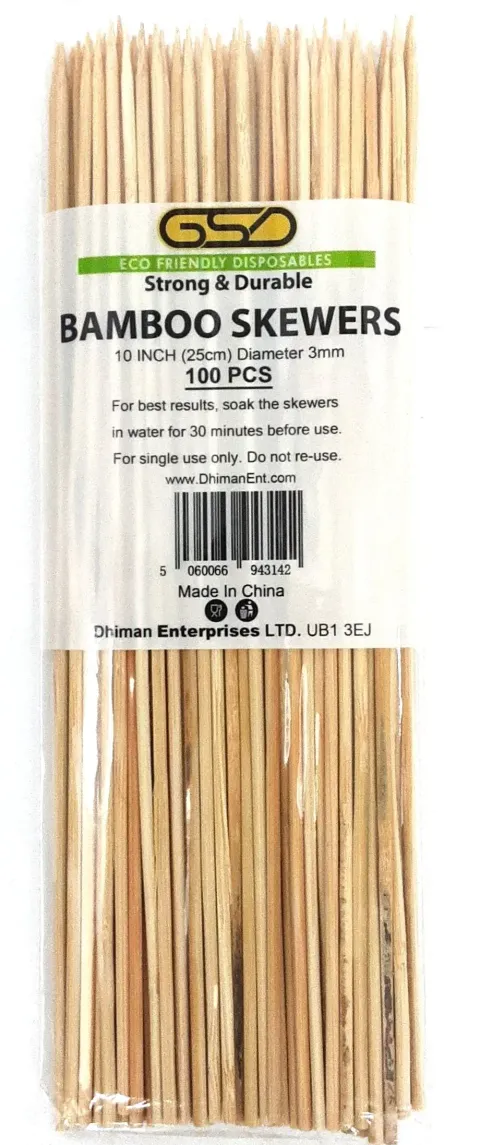 GSD
ECO FRIENDLY DISPOSABLES
Strong & Durable
BAMBOO SKEWERS
10 INCH (25cm) Diameter 3mm
100 PCS
For best results, soak the skewers
in water for 30 minutes before use.
For single use only. Do not re-use.
www.DhimanEnt.com
5 060066 943142
Made In China
Dhiman Enterprises LTD. UB1 3EJ